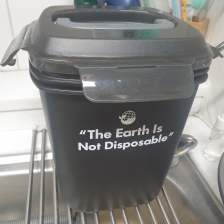 “The Earth Is
Not Disposable”